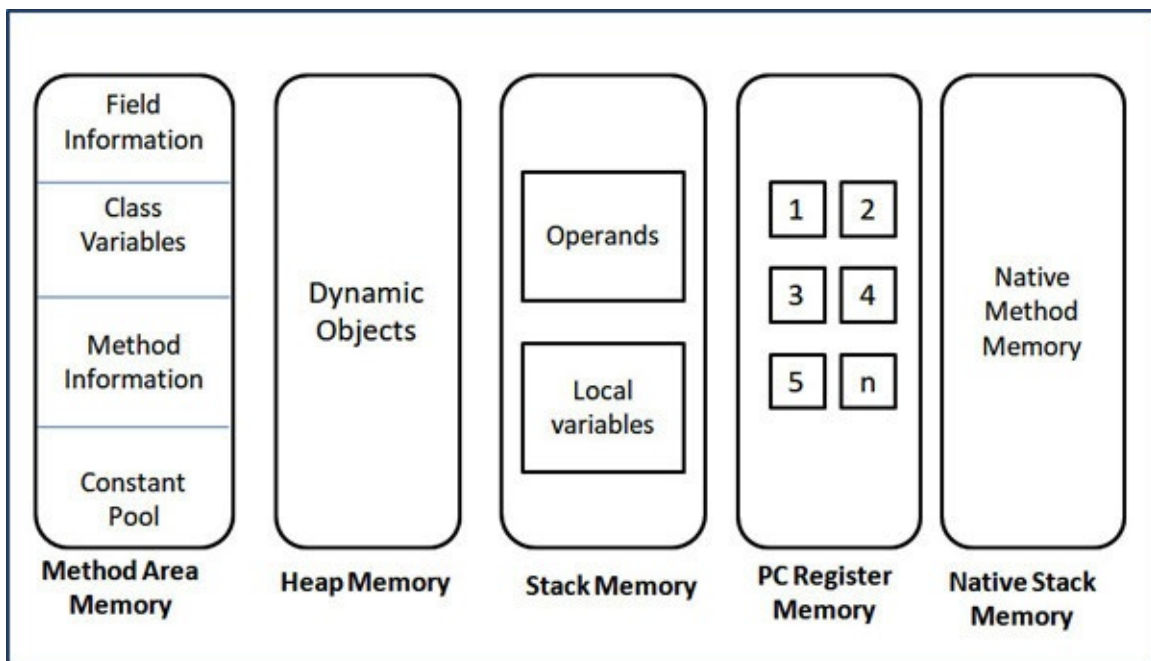 Field
Information
Class
Variables
Method
Information
Constant
Pool
Method Area
Memory
Dynamic
Objects
Heap Memory
Operands
Local
variables
Stack Memory
1 2
3 4
5 n
PC Register
Memory
Native
Method
Memory
Native Stack
Memory